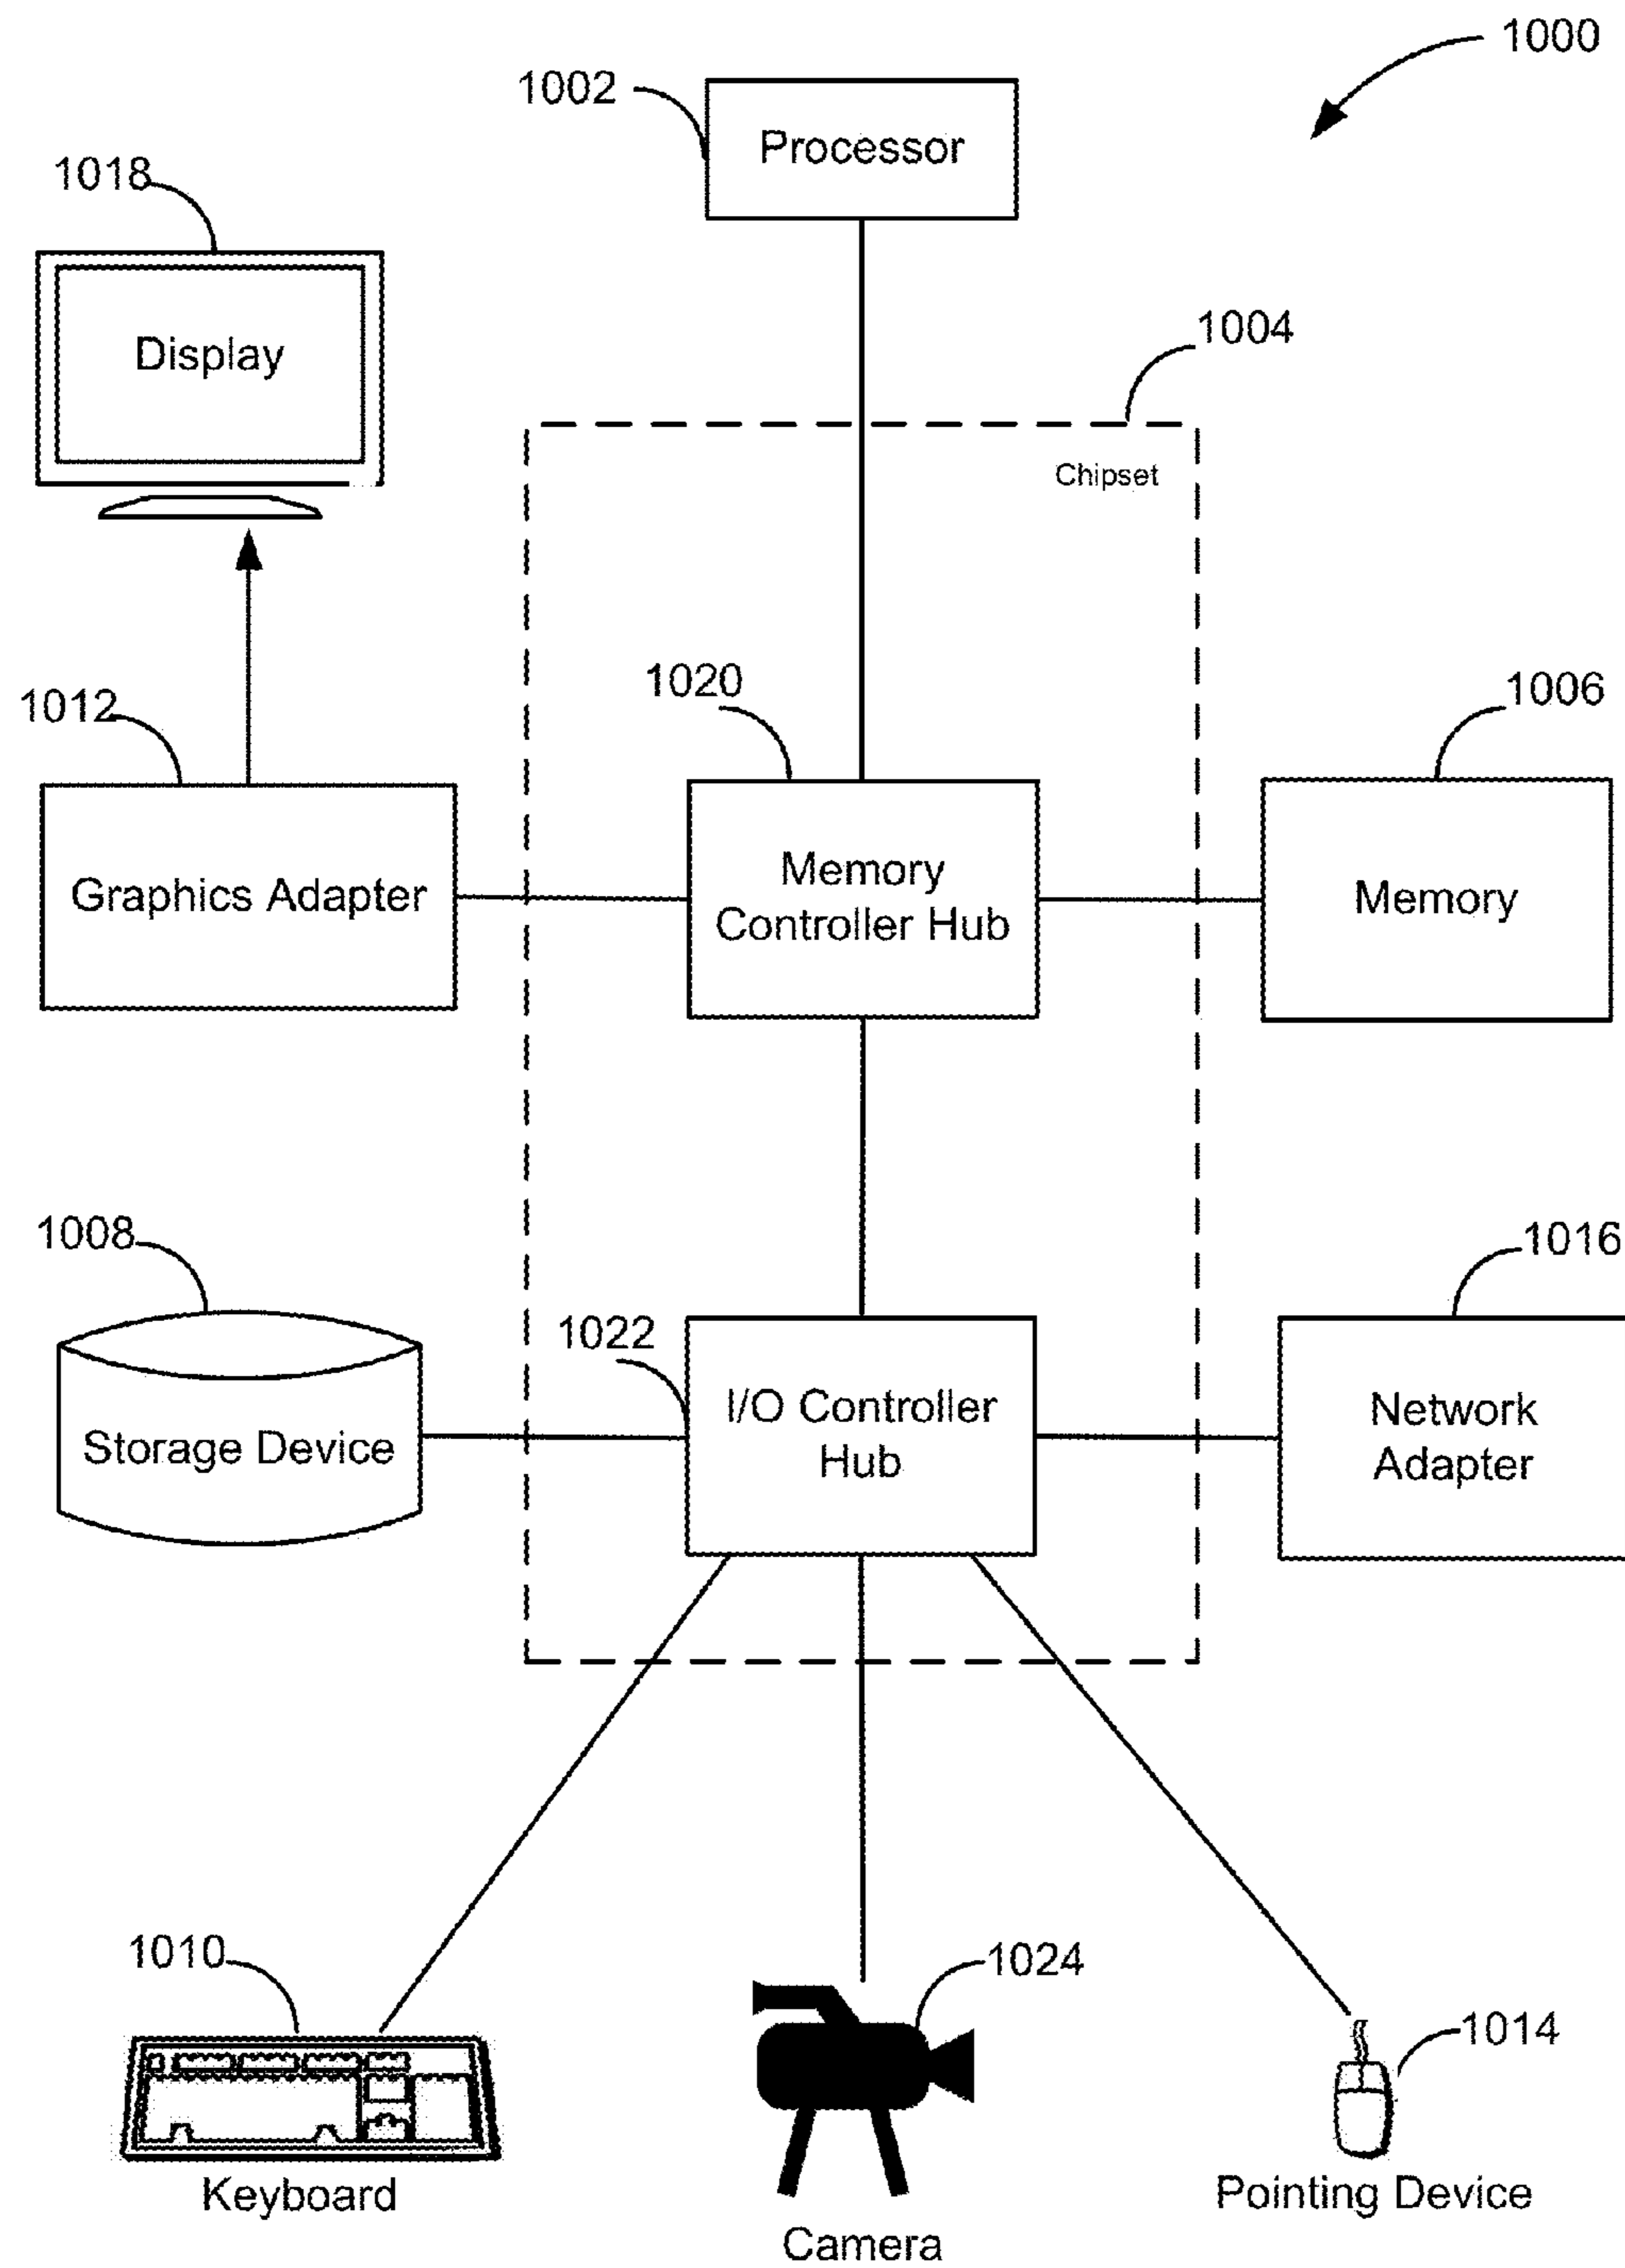 1000
1002
Processor
1018
Display
1004
Chipset
1020
1006
1012
Memory
Controller Hub
Graphics Adapter
Memory
1008
1016
1022
I/O Controller
Hub
Storage Device
Network
Adapter
1010
1024
1014
Keyboard
Pointing Device
Camera